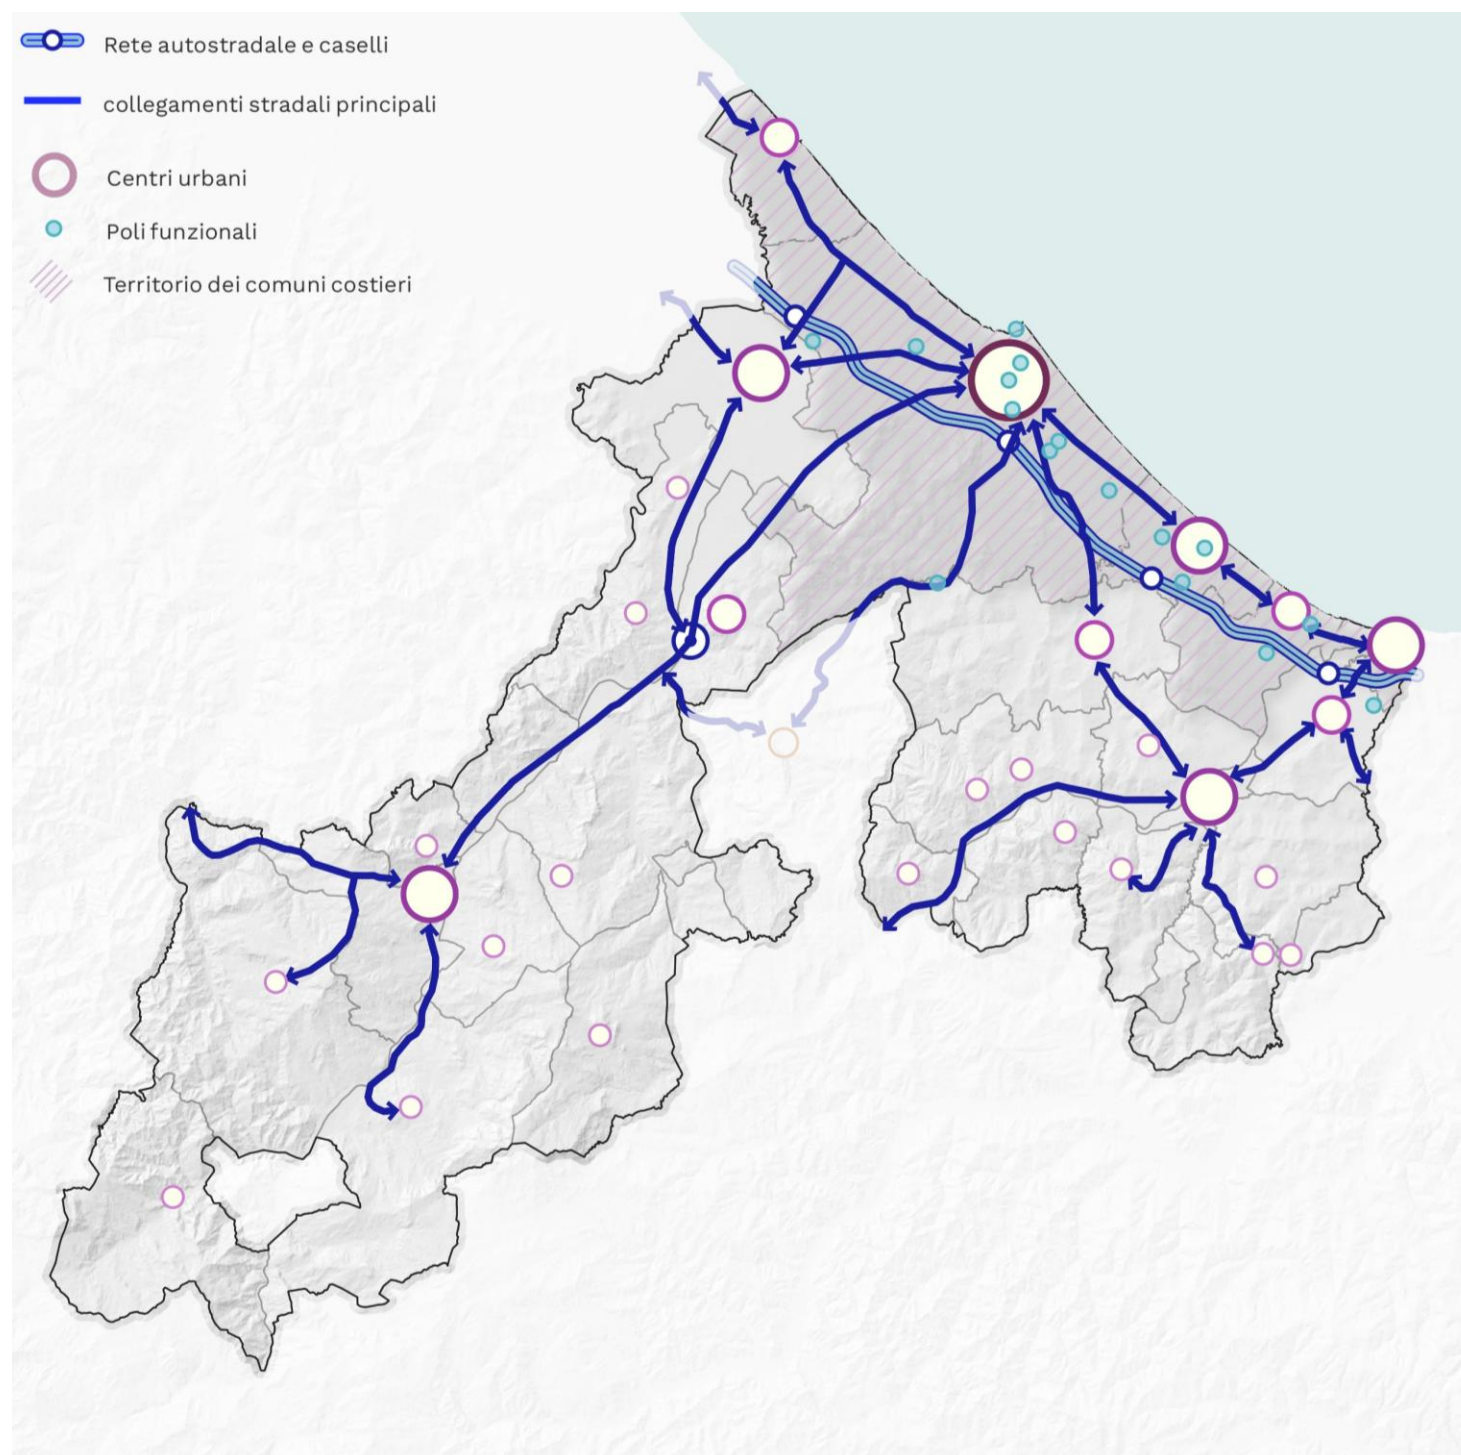 Rete autostradale e caselli
collegamenti stradali principali
Centri urbani
Poli funzionali
Territorio dei comuni costieri